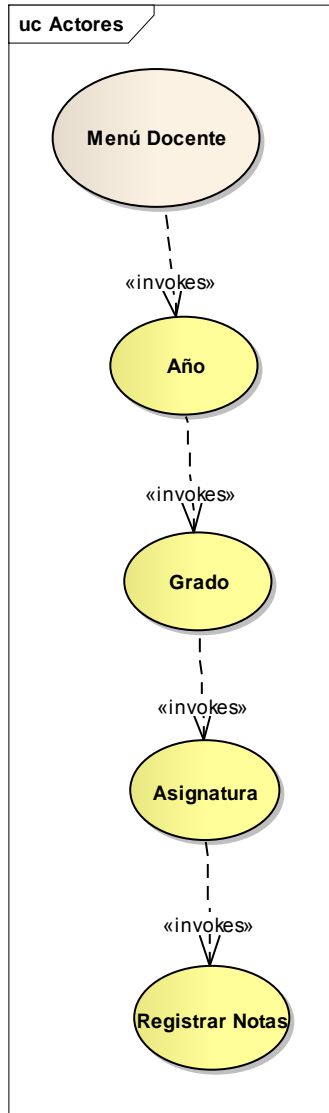 uc Actores
Menú Docente
«invokes»
Año
«invokes»
Grado
«invokes»
Asignatura
«invokes»
Registrar Notas